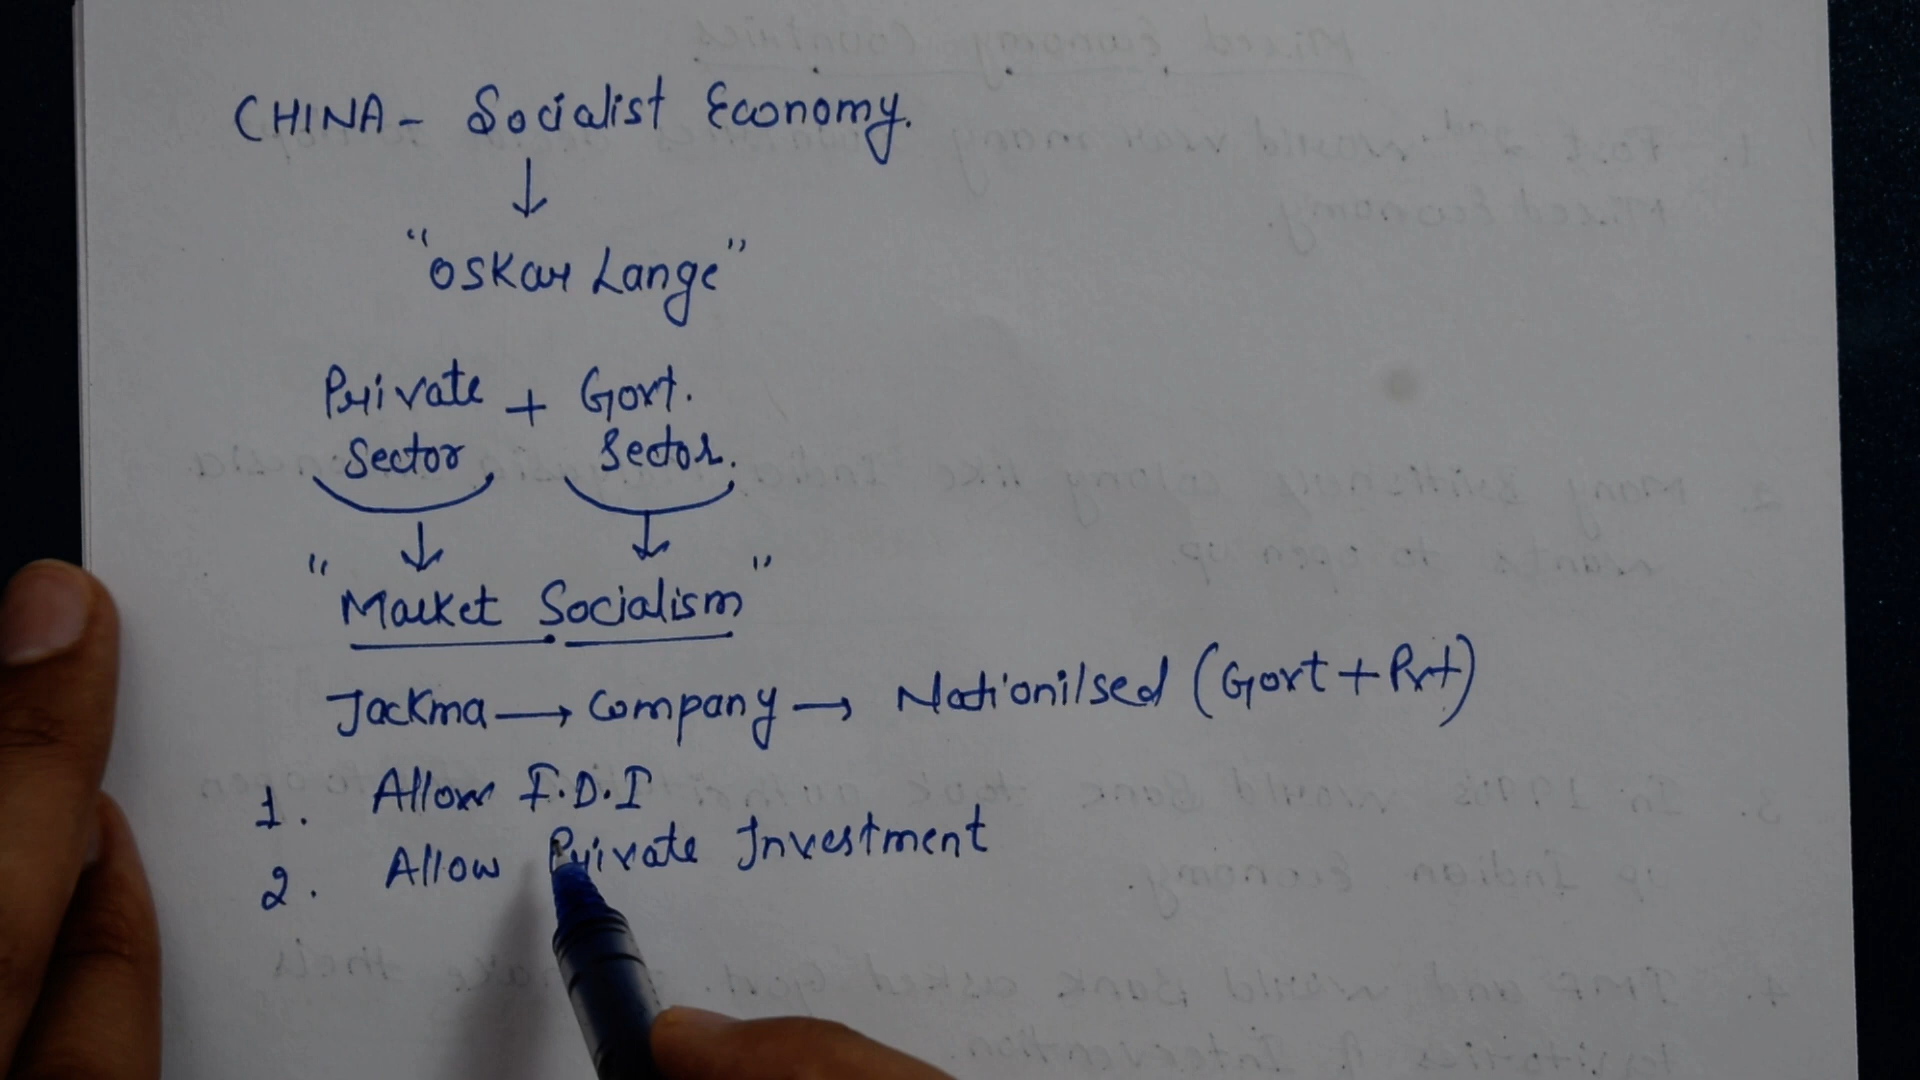 CHINA - Socialist Economy.
"Oskar Lange"
Private + Govt.
Sector Sector.
"Market Socialism"
Jackma → Company → Nationilsed (Govt + Pvt)
1. Allow F.D.I
2. Allow Private Investment